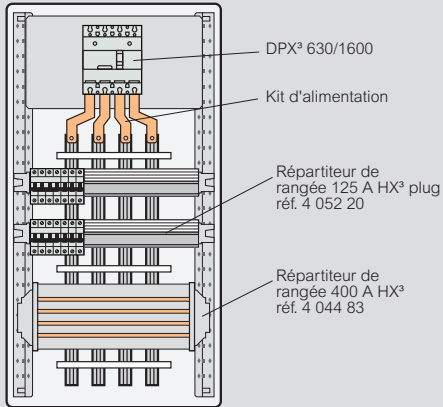 DPX³ 630/1600
Kit d'alimentation
Répartiteur de
rangée 125 A HX³ plug
réf. 4 052 20
Répartiteur de
rangée 400 A HX³
réf. 4 044 83